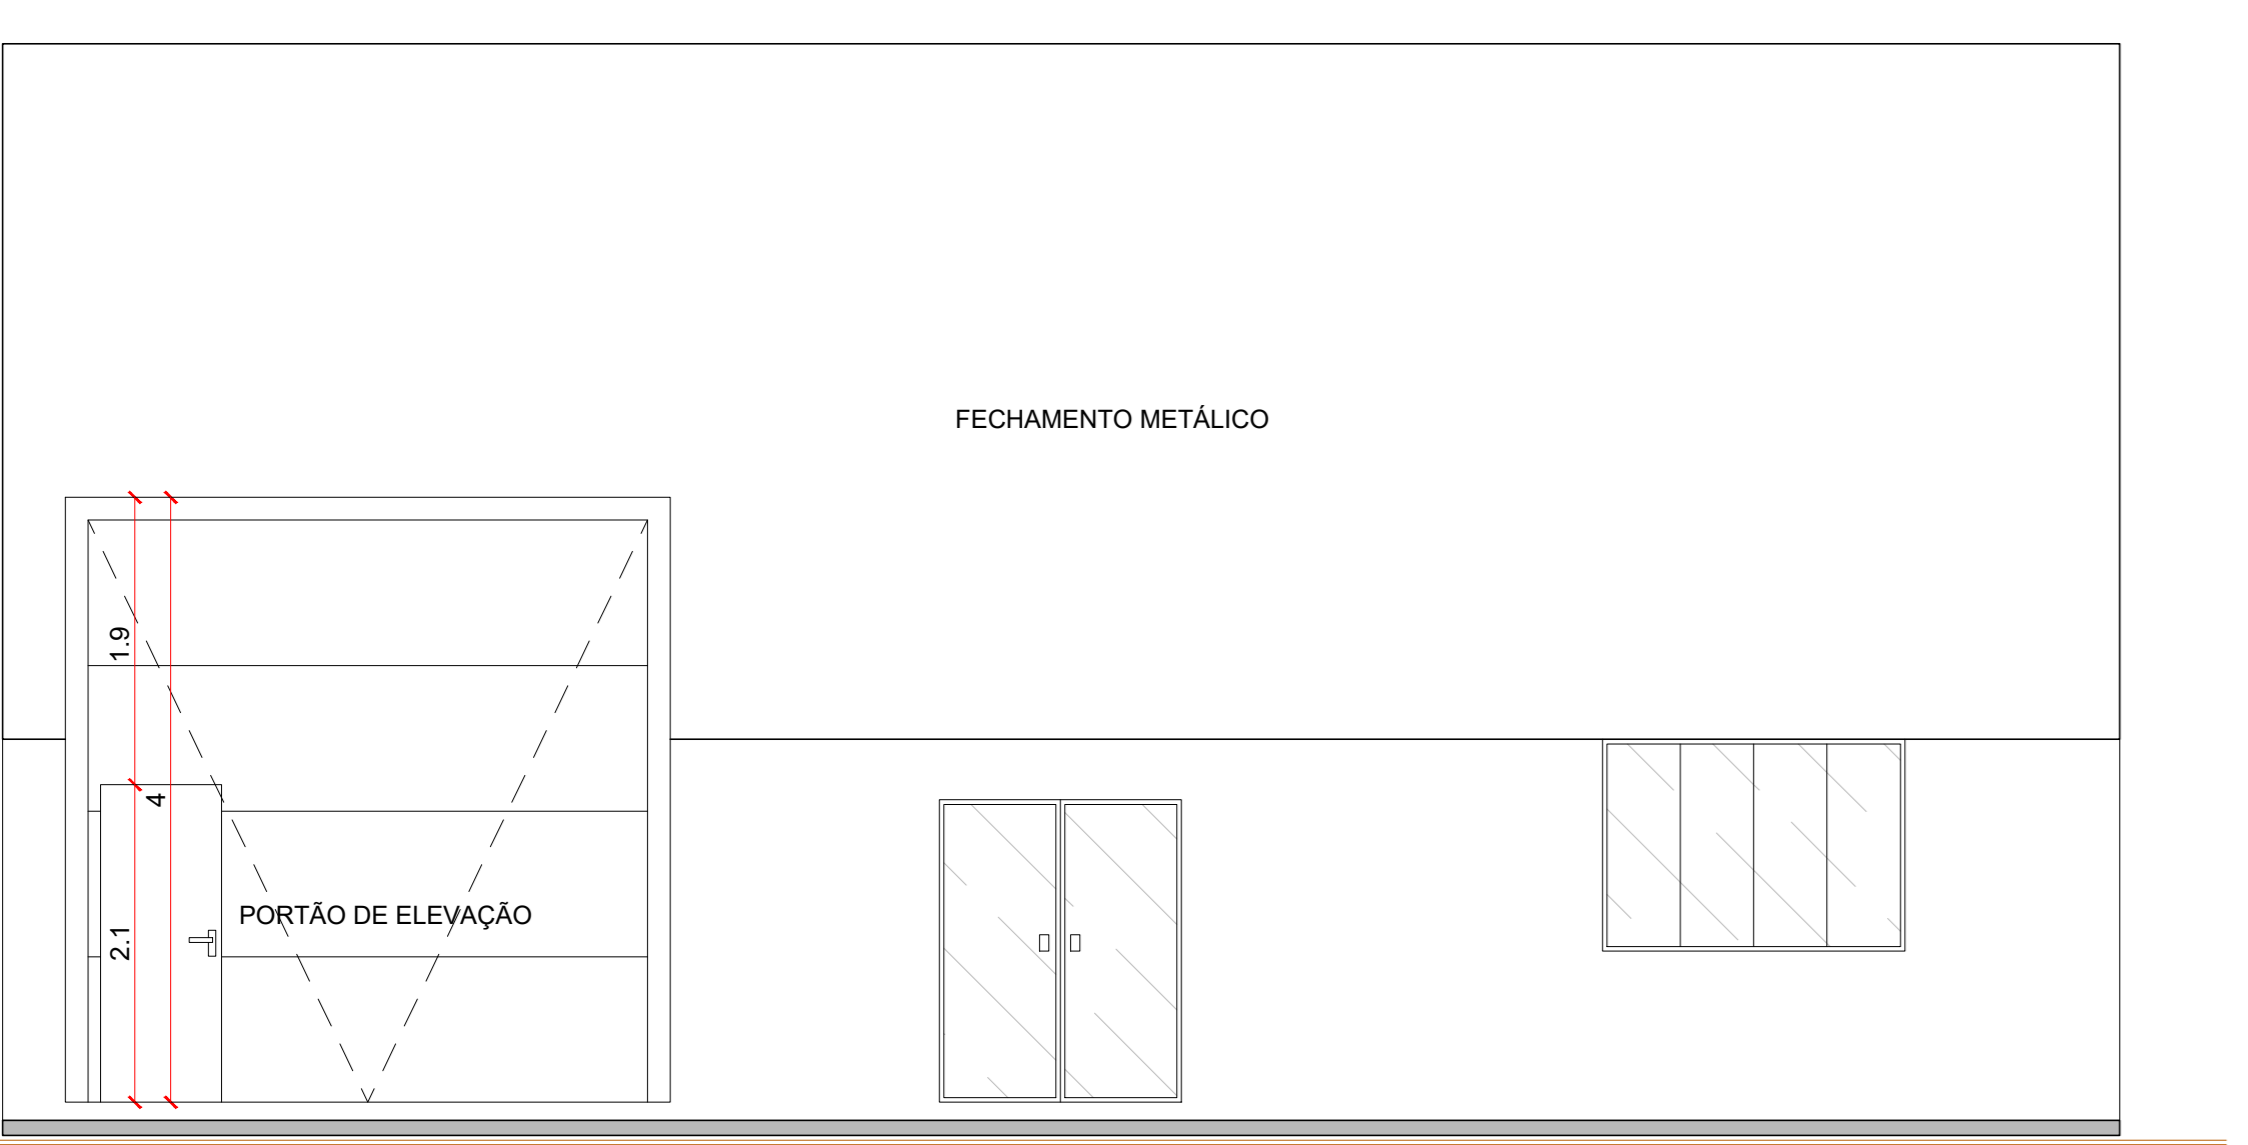 FECHAMENTO METÁLICO
1.9
4
2.1
PORTÃO DE ELEVAÇÃO